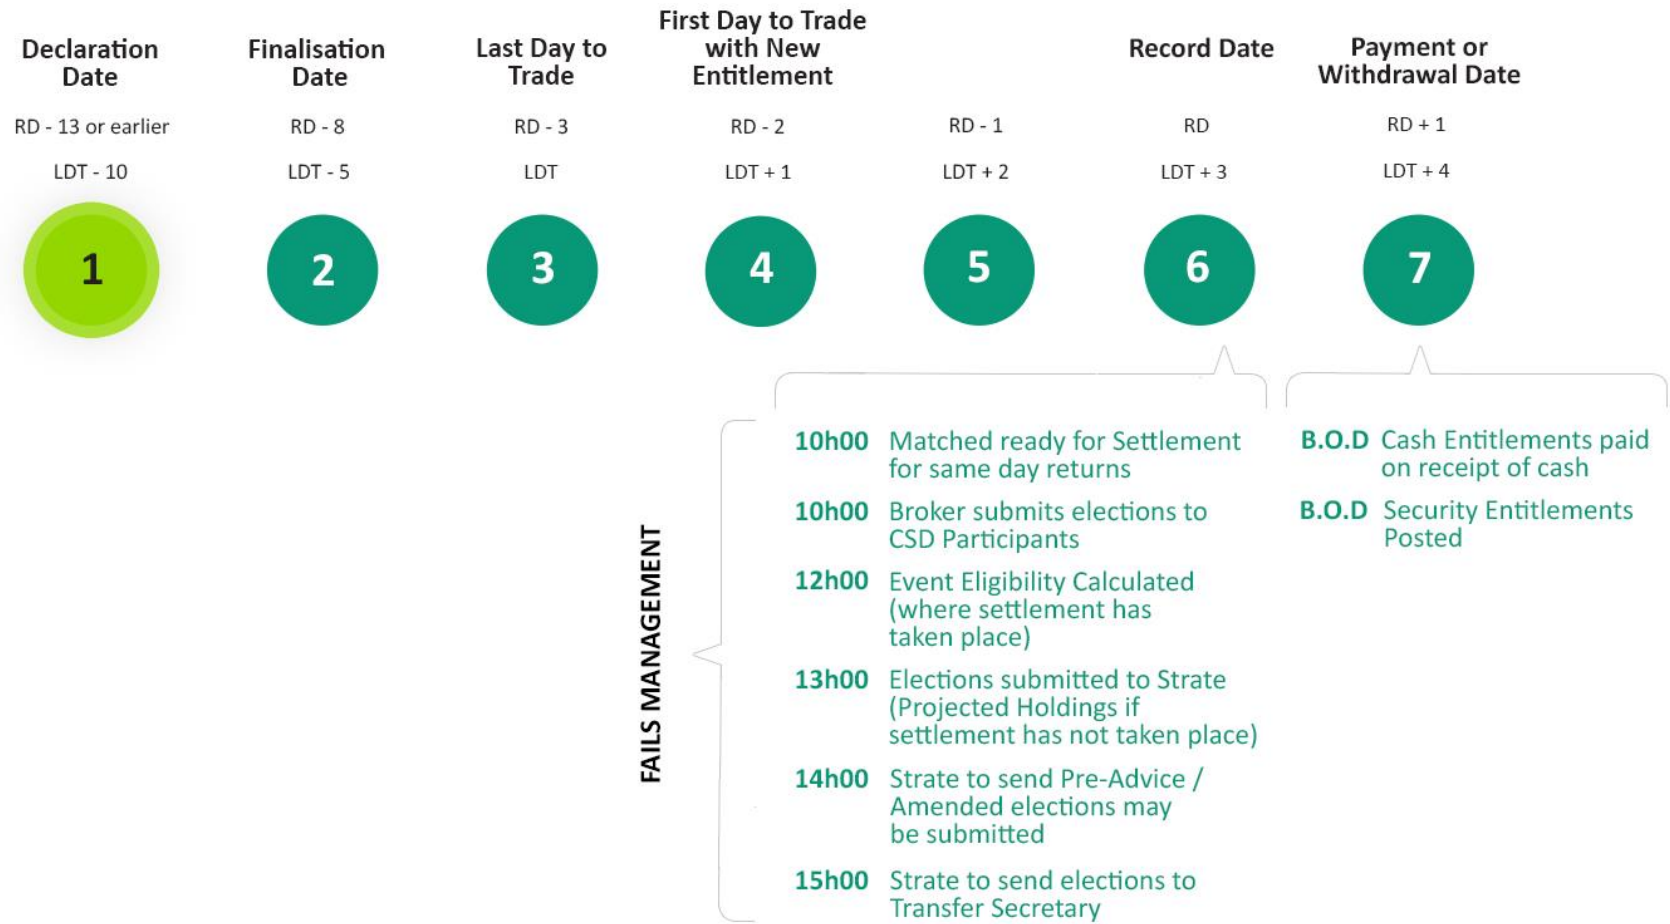 Declaration
Date
RD - 13 or earlier
LDT - 10
1
Finalisation
Date
RD - 8
LDT - 5
2
Last Day to
Trade
RD - 3
LDT
3
First Day to Trade
with New
Entitlement
RD - 2
LDT + 1
4
RD - 1
LDT + 2
5
Record Date
RD
LDT + 3
6
Payment or
Withdrawal Date
RD + 1
LDT + 4
7
FAILS MANAGEMENT
10h00 Matched ready for Settlement
for same day returns
10h00 Broker submits elections to
CSD Participants
12h00 Event Eligibility Calculated
(where settlement has
taken place)
13h00 Elections submitted to Strate
(Projected Holdings if
settlement has not taken place)
14h00 Strate to send Pre-Advice /
Amended elections may
be submitted
15h00 Strate to send elections to
Transfer Secretary
B.O.D Cash Entitlements paid
on receipt of cash
B.O.D Security Entitlements
Posted